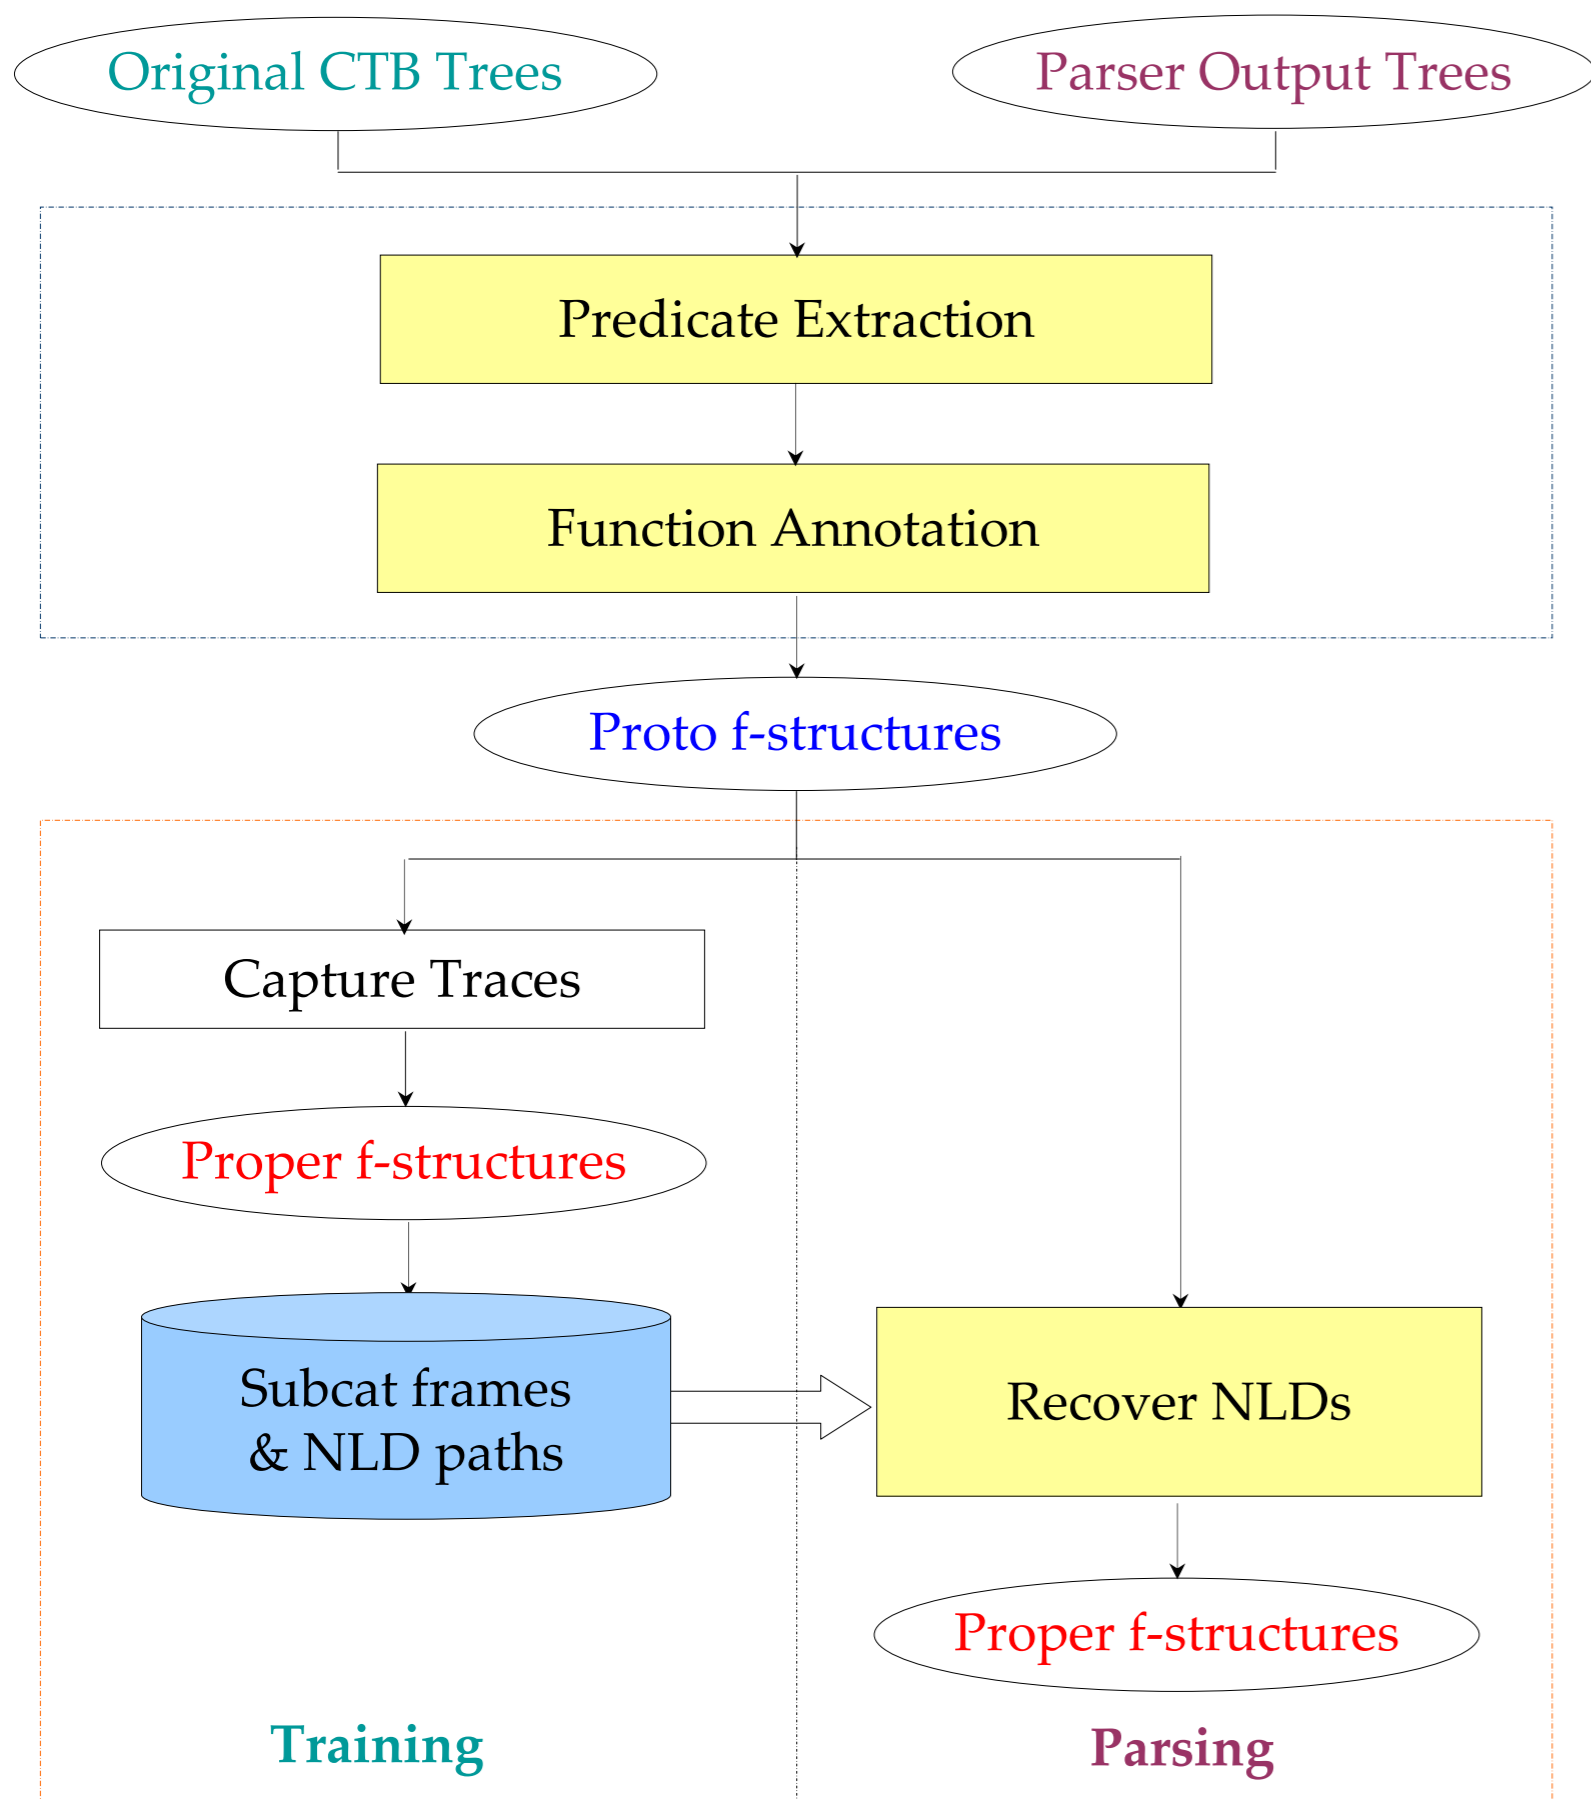 Original CTB Trees
Parser Output Trees
Predicate Extraction
Function Annotation
Proto f-structures
Capture Traces
Proper f-structures
Subcat frames
& NLD paths
Recover NLDs
Proper f-structures
Training
Parsing